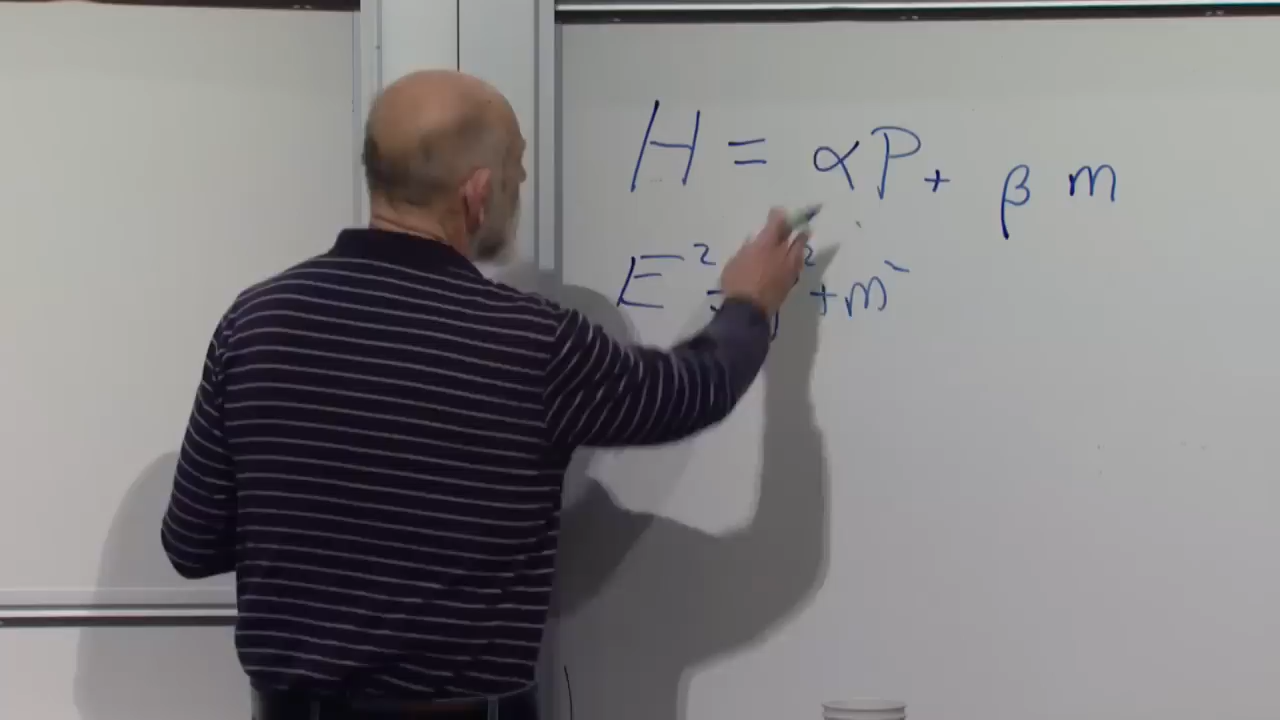 H = αP + β m
E² = p² + m²